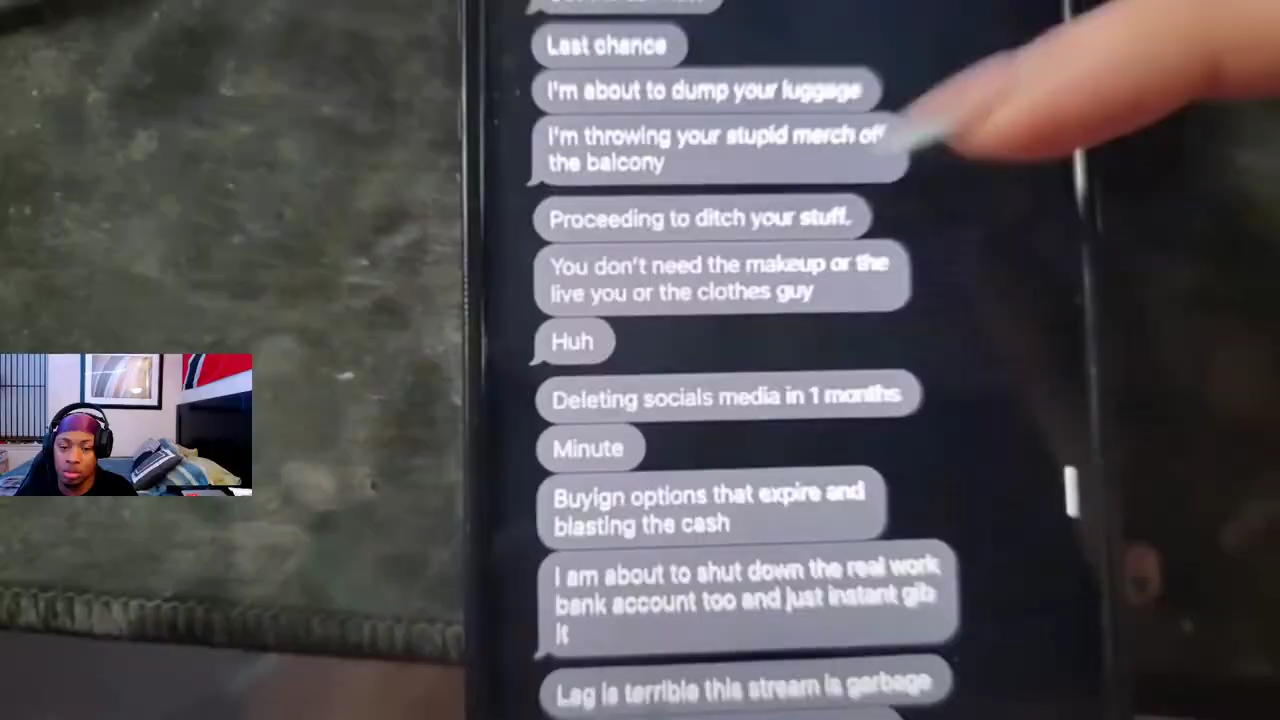 Last chance
I'm about to dump your luggage
I'm throwing your stupid merch off
the balcony
Proceeding to ditch your stuff.
You don't need the makeup or the
live you or the clothes guy
Huh
Deleting socials media in 1 months
Minute
Buyign options that expire and
blasting the cash
I am about to shut down the real work
bank account too and just instant gib
it
Lag is terrible this stream is garbage